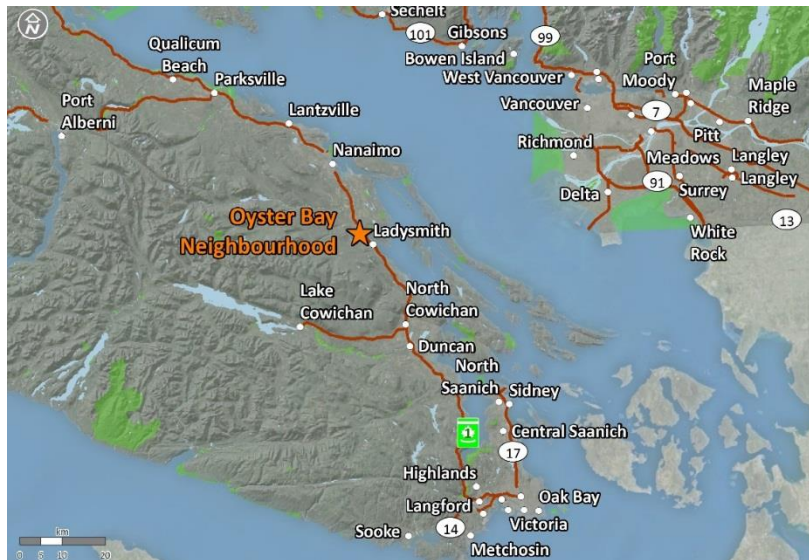 N
Sechelt
101
Gibsons
Bowen Island
99
West Vancouver
Port
Moody
Maple
Ridge
Vancouver
7
Pitt
Meadows
Richmond
Langley
Langley
Delta
91
Surrey
White
Rock
13
Qualicum
Beach
Parksville
Port
Alberni
Lantzville
Nanaimo
Oyster Bay
Neighbourhood
Ladysmith
North
Cowichan
Lake
Cowichan
Duncan
North
Saanich
Sidney
1
Central Saanich
17
Highlands
Langford
Oak Bay
Victoria
Sooke
14
Metchosin
km
0 5 10 20